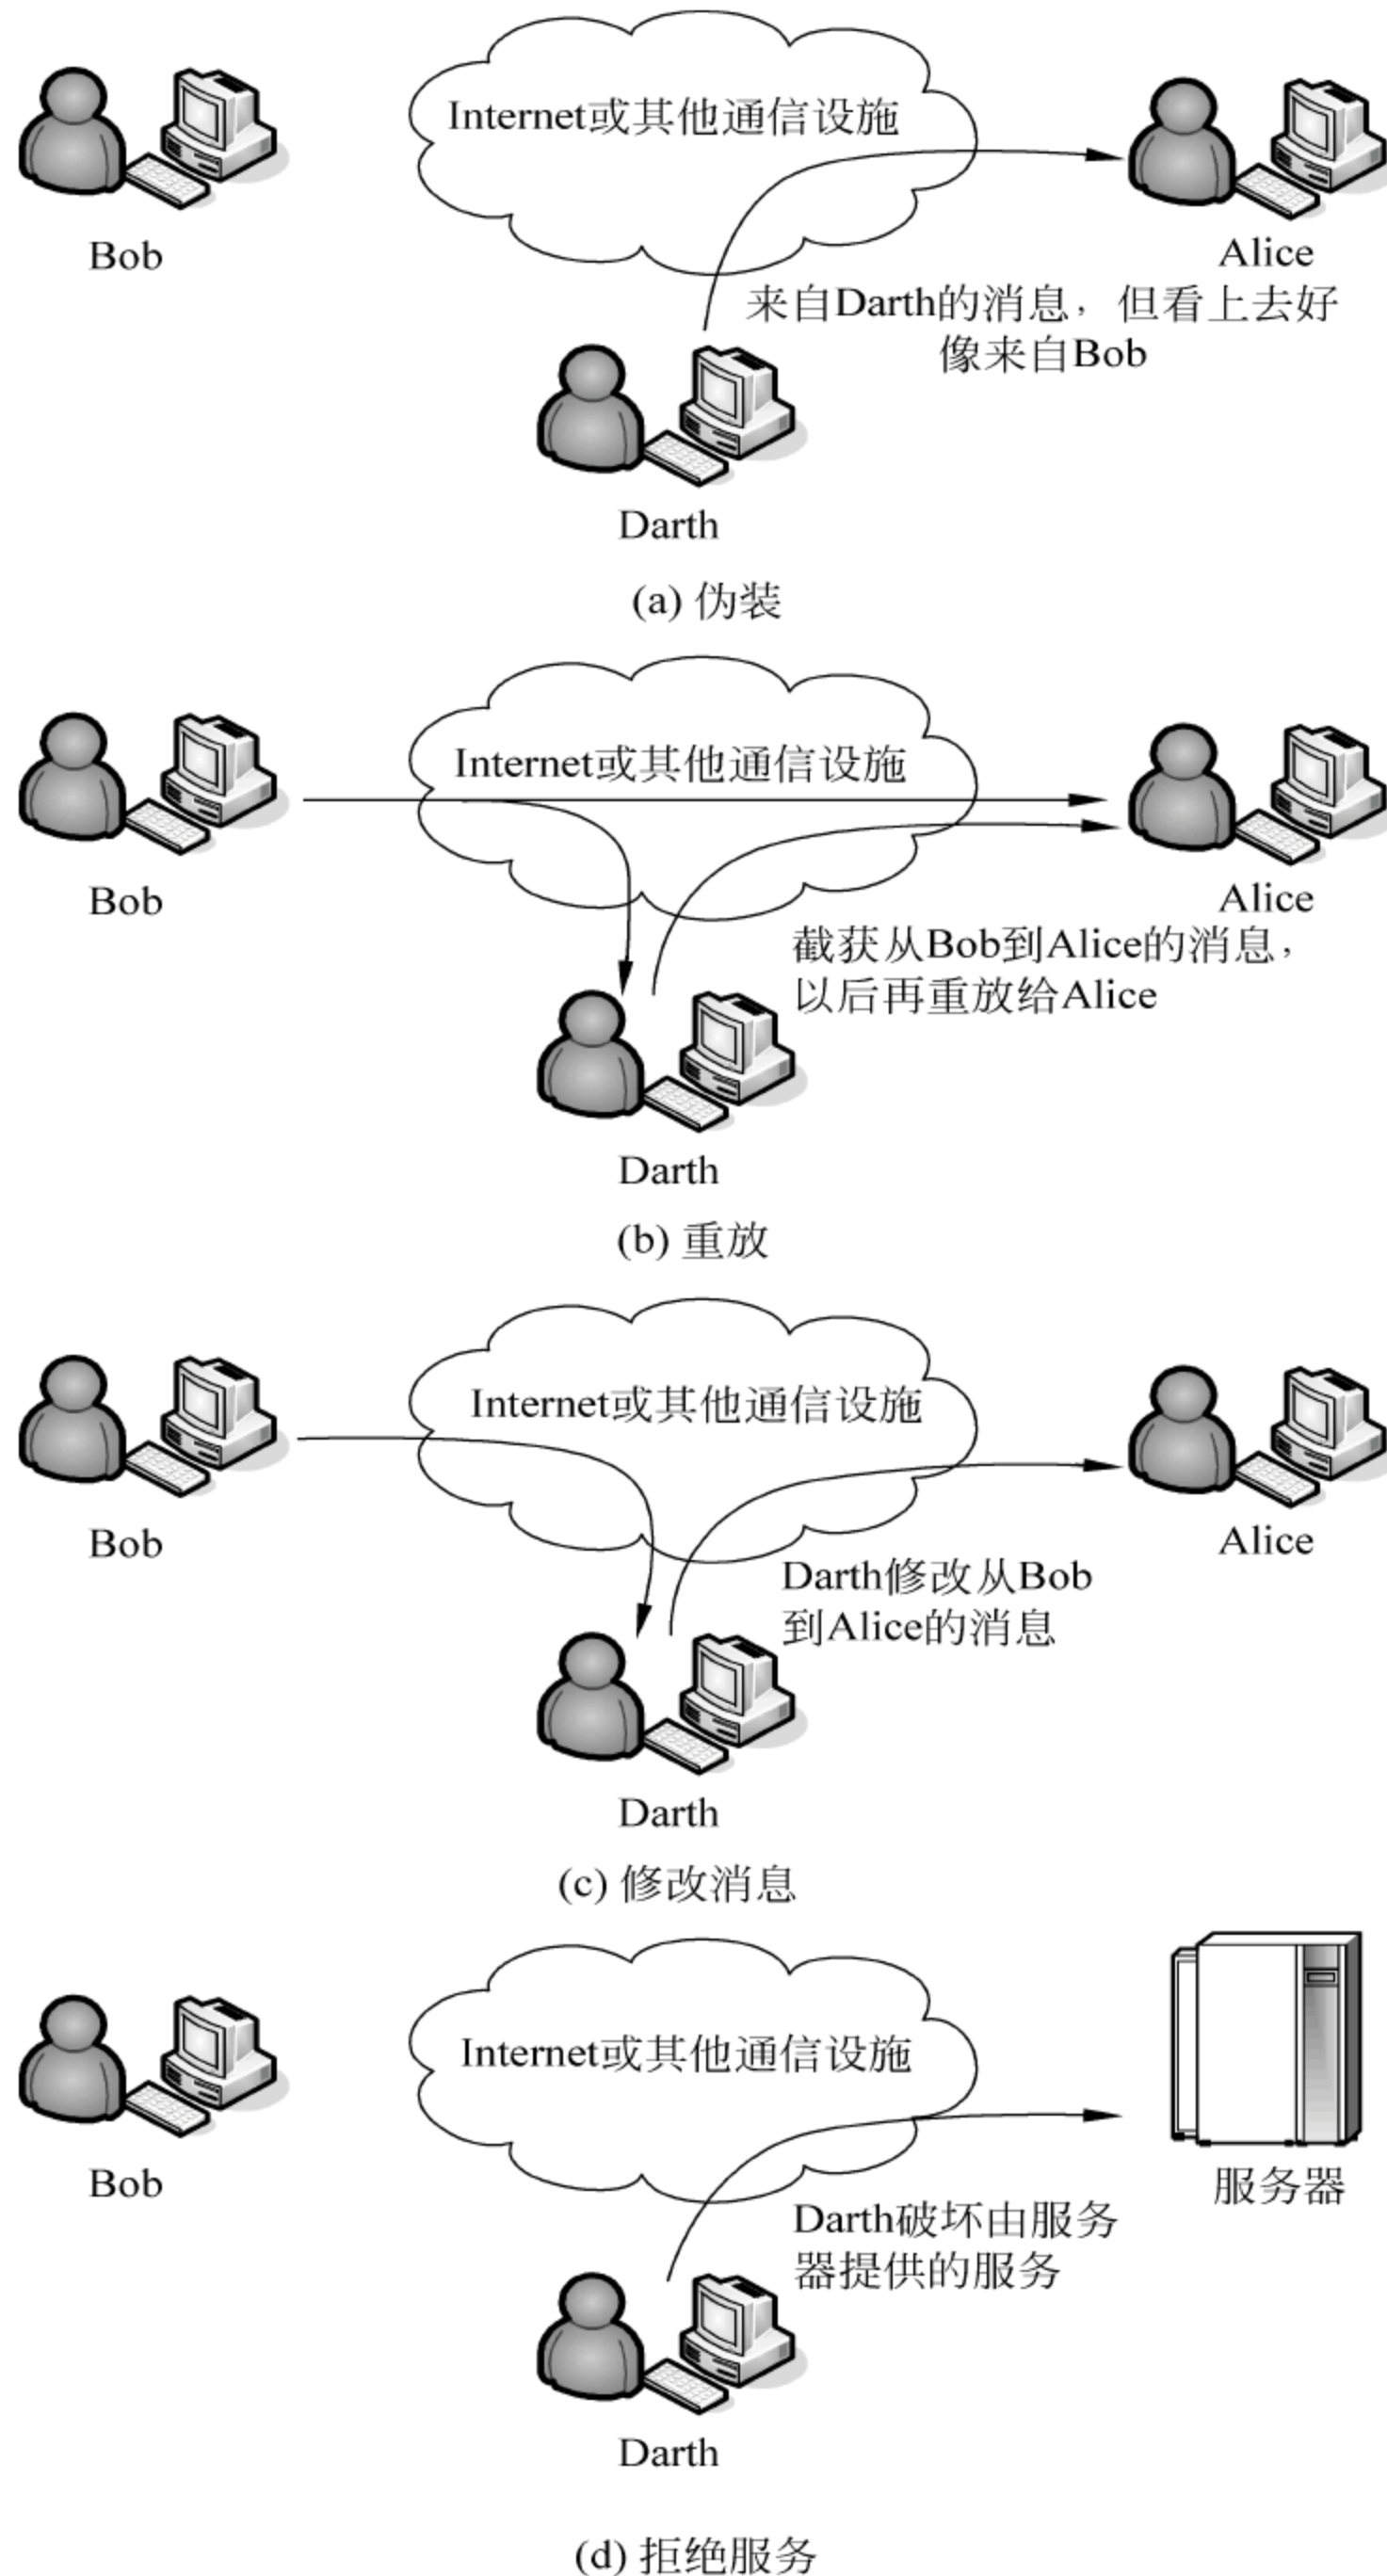 Internet或其他通信设施
Bob
Alice
来自Darth的消息，但看上去好
像来自Bob
Darth
(a) 伪装
Internet或其他通信设施
Bob
Alice
截获从Bob到Alice的消息，
以后再重放给Alice
Darth
(b) 重放
Internet或其他通信设施
Bob
Alice
Darth修改从Bob
到Alice的消息
Darth
(c) 修改消息
Internet或其他通信设施
Bob
服务器
Darth破坏由服务
器提供的服务
Darth
(d) 拒绝服务